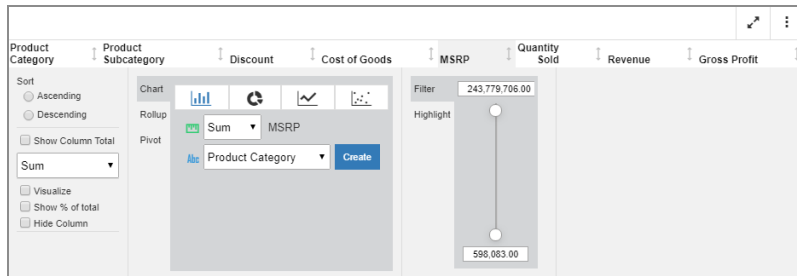 Product Category
Product Subcategory
Discount
Cost of Goods
MSRP
Quantity Sold
Revenue
Gross Profit
Sort
Ascending
Descending
Show Column Total
Sum
Visualize
Show % of total
Hide Column
Chart
Rollup
Pivot
Sum
MSRP
Abc
Product Category
Create
Filter
243,779,706.00
Highlight
598,083.00